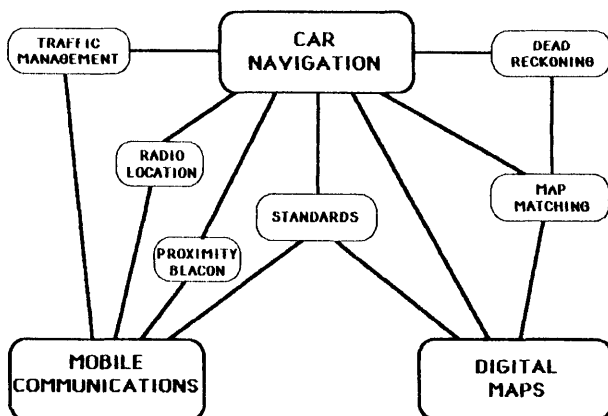 TRAFFIC
MANAGEMENT
CAR
NAVIGATION
DEAD
RECKONING
RADIO
LOCATION
MAP
MATCHING
STANDARDS
PROXIMITY
BLACON
MOBILE
COMMUNICATIONS
DIGITAL
MAPS